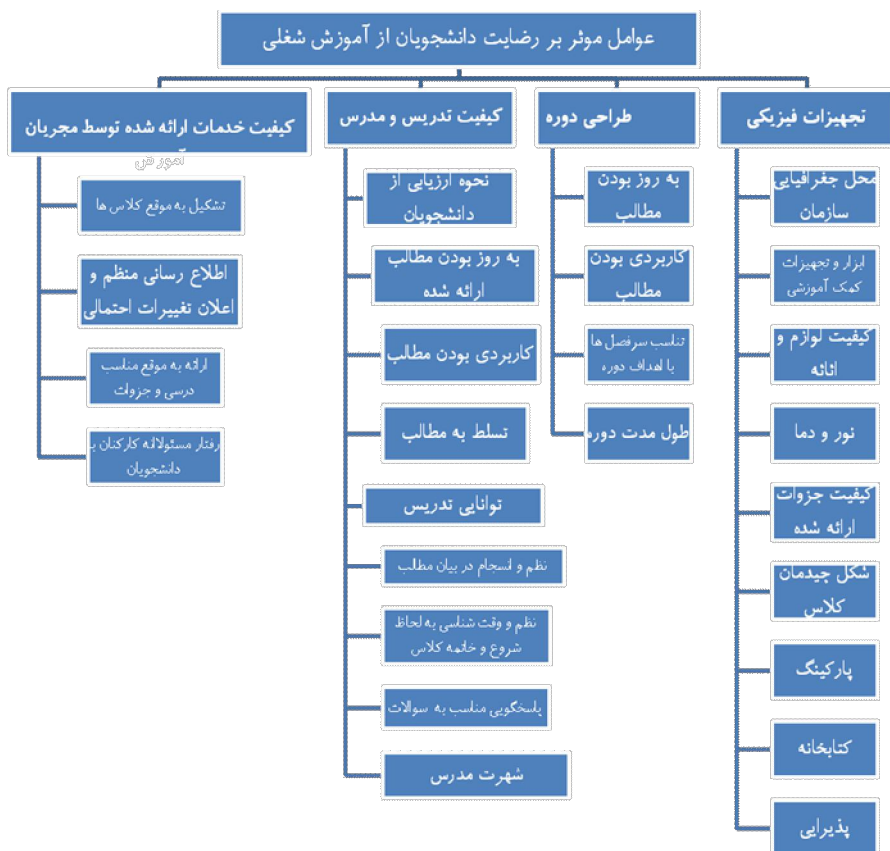 عوامل موثر بر رضایت دانشجویان از آموزش شغلی
تجهیزات فیزیکی
محل جغرافیایی
سازمان
ابزار و تجهیزات
کمک آموزشی
کیفیت لوازم و
اثاثه
نور و دما
کیفیت جزوات
ارائه شده
شکل چیدمان
کلاس
پارکینگ
کتابخانه
پذیرایی
طراحی دوره
به روز بودن
مطالب
کاربردی بودن
مطالب
تناسب سرفصل ها
با اهداف دوره
طول مدت دوره
کیفیت تدریس و مدرس
نحوه ارزیابی از
دانشجویان
به روز بودن مطالب
ارائه شده
کاربردی بودن مطالب
تسلط به مطالب
توانایی تدریس
نظم و انسجام در بیان مطالب
نظم و وقت شناسی به لحاظ
شروع و خاتمه کلاس
پاسخگویی مناسب به سوالات
شهرت مدرس
کیفیت خدمات ارائه شده توسط مجریان
آموزش
تشکیل به موقع کلاس ها
اطلاع رسانی منظم و
اعلان تغییرات احتمالی
ارائه به موقع مناسب
درسی و جزوات
رفتار مسئولانه کارکنان با
دانشجویان